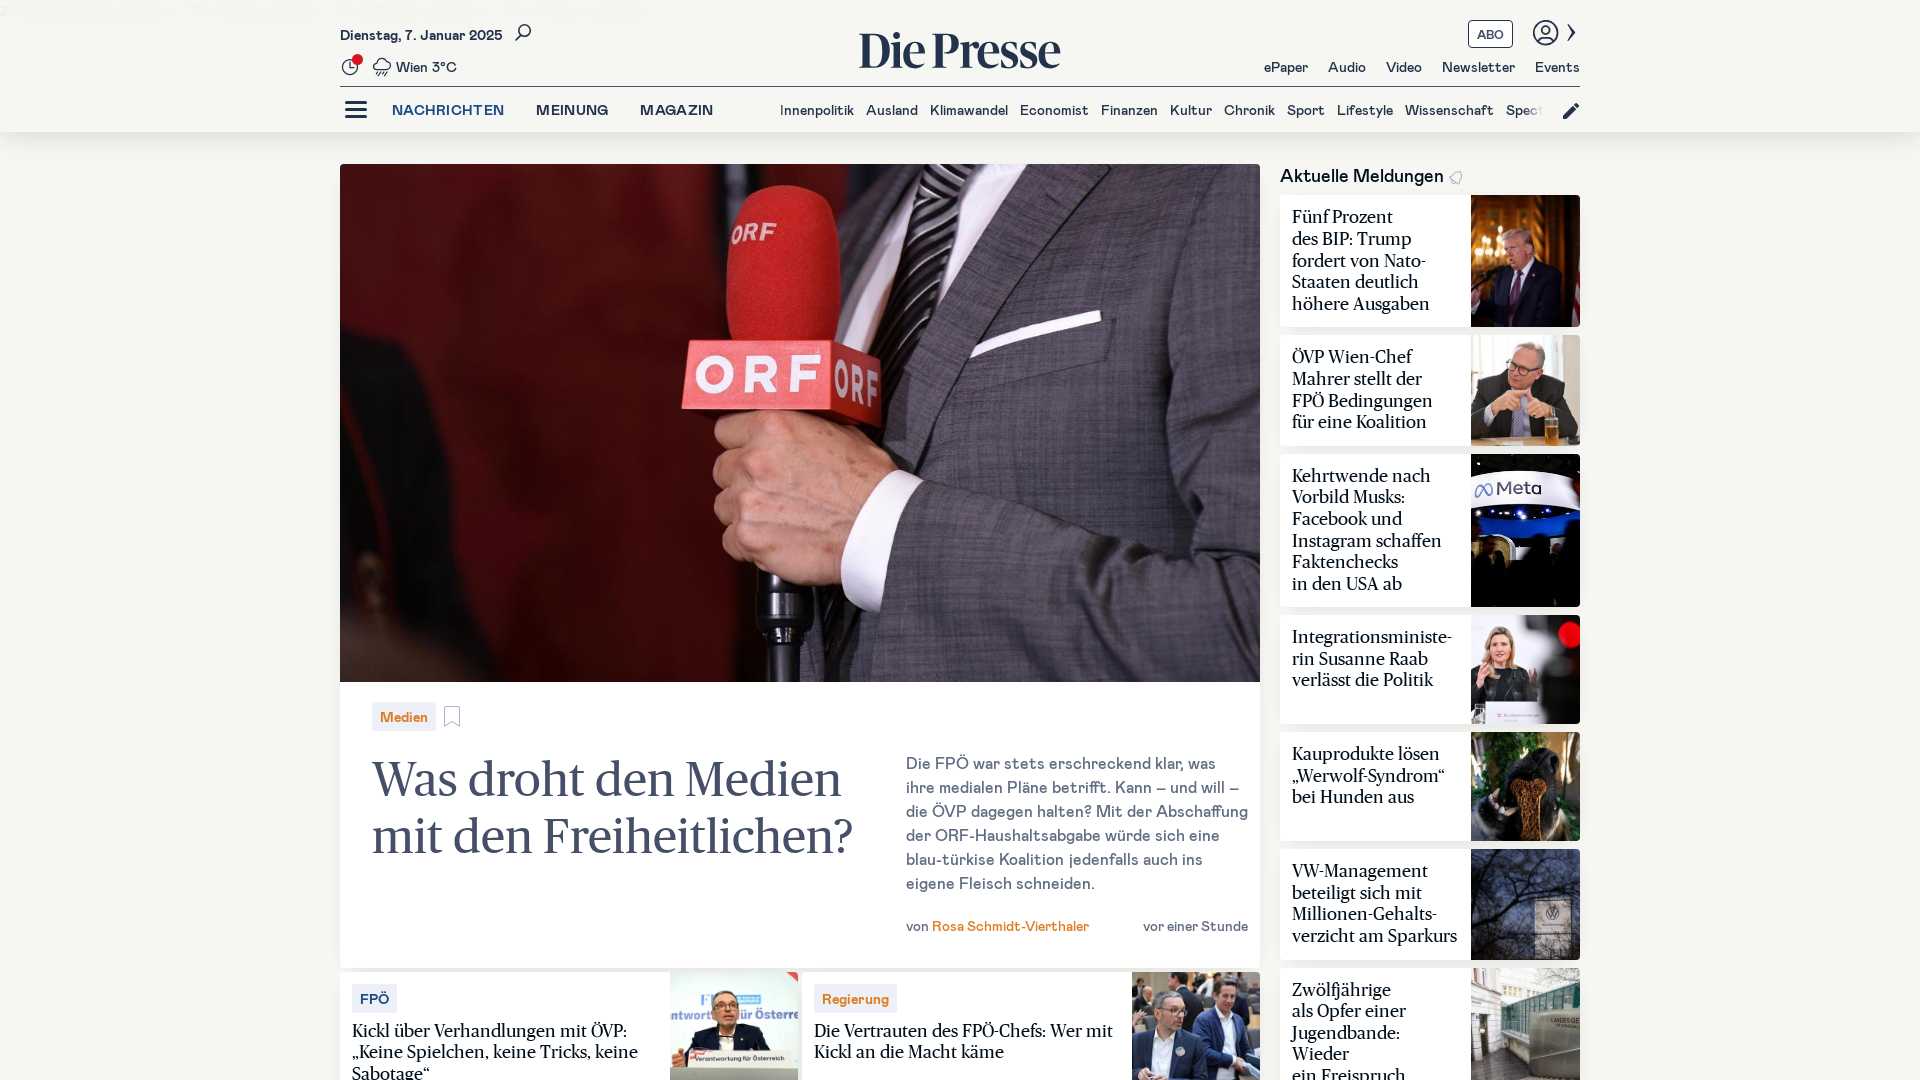 Dienstag, 7. Januar 2025
Wien 3°C
Die Presse
ABO
ePaper Audio Video Newsletter Events
NACHRICHTEN MEINUNG MAGAZIN
Innenpolitik Ausland Klimawandel Economist Finanzen Kultur Chronik Sport Lifestyle Wissenschaft Spect
ORF
ORF ORF
Medien
Was droht den Medien
mit den Freiheitlichen?
Die FPÖ war stets erschreckend klar, was
ihre medialen Pläne betrifft. Kann – und will –
die ÖVP dagegen halten? Mit der Abschaffung
der ORF-Haushaltsabgabe würde sich eine
blau-türkise Koalition jedenfalls auch ins
eigene Fleisch schneiden.
von Rosa Schmidt-Vierthaler
vor einer Stunde
FPÖ
Kickl über Verhandlungen mit ÖVP:
„Keine Spielchen, keine Tricks, keine
Sabotage“
Verantwortung für Österreich
Regierung
Die Vertrauten des FPÖ-Chefs: Wer mit
Kickl an die Macht käme
Aktuelle Meldungen
Fünf Prozent
des BIP: Trump
fordert von Nato-
Staaten deutlich
höhere Ausgaben
ÖVP Wien-Chef
Mahrer stellt der
FPÖ Bedingungen
für eine Koalition
Kehrtwende nach
Vorbild Musks:
Facebook und
Instagram schaffen
Faktenchecks
in den USA ab
Meta
Integrationsministe-
rin Susanne Raab
verlässt die Politik
Kauprodukte lösen
„Werwolf-Syndrom“
bei Hunden aus
VW-Management
beteiligt sich mit
Millionen-Gehalts-
verzicht am Sparkurs
Zwölfjährige
als Opfer einer
Jugendbande:
Wieder
ein Freispruch